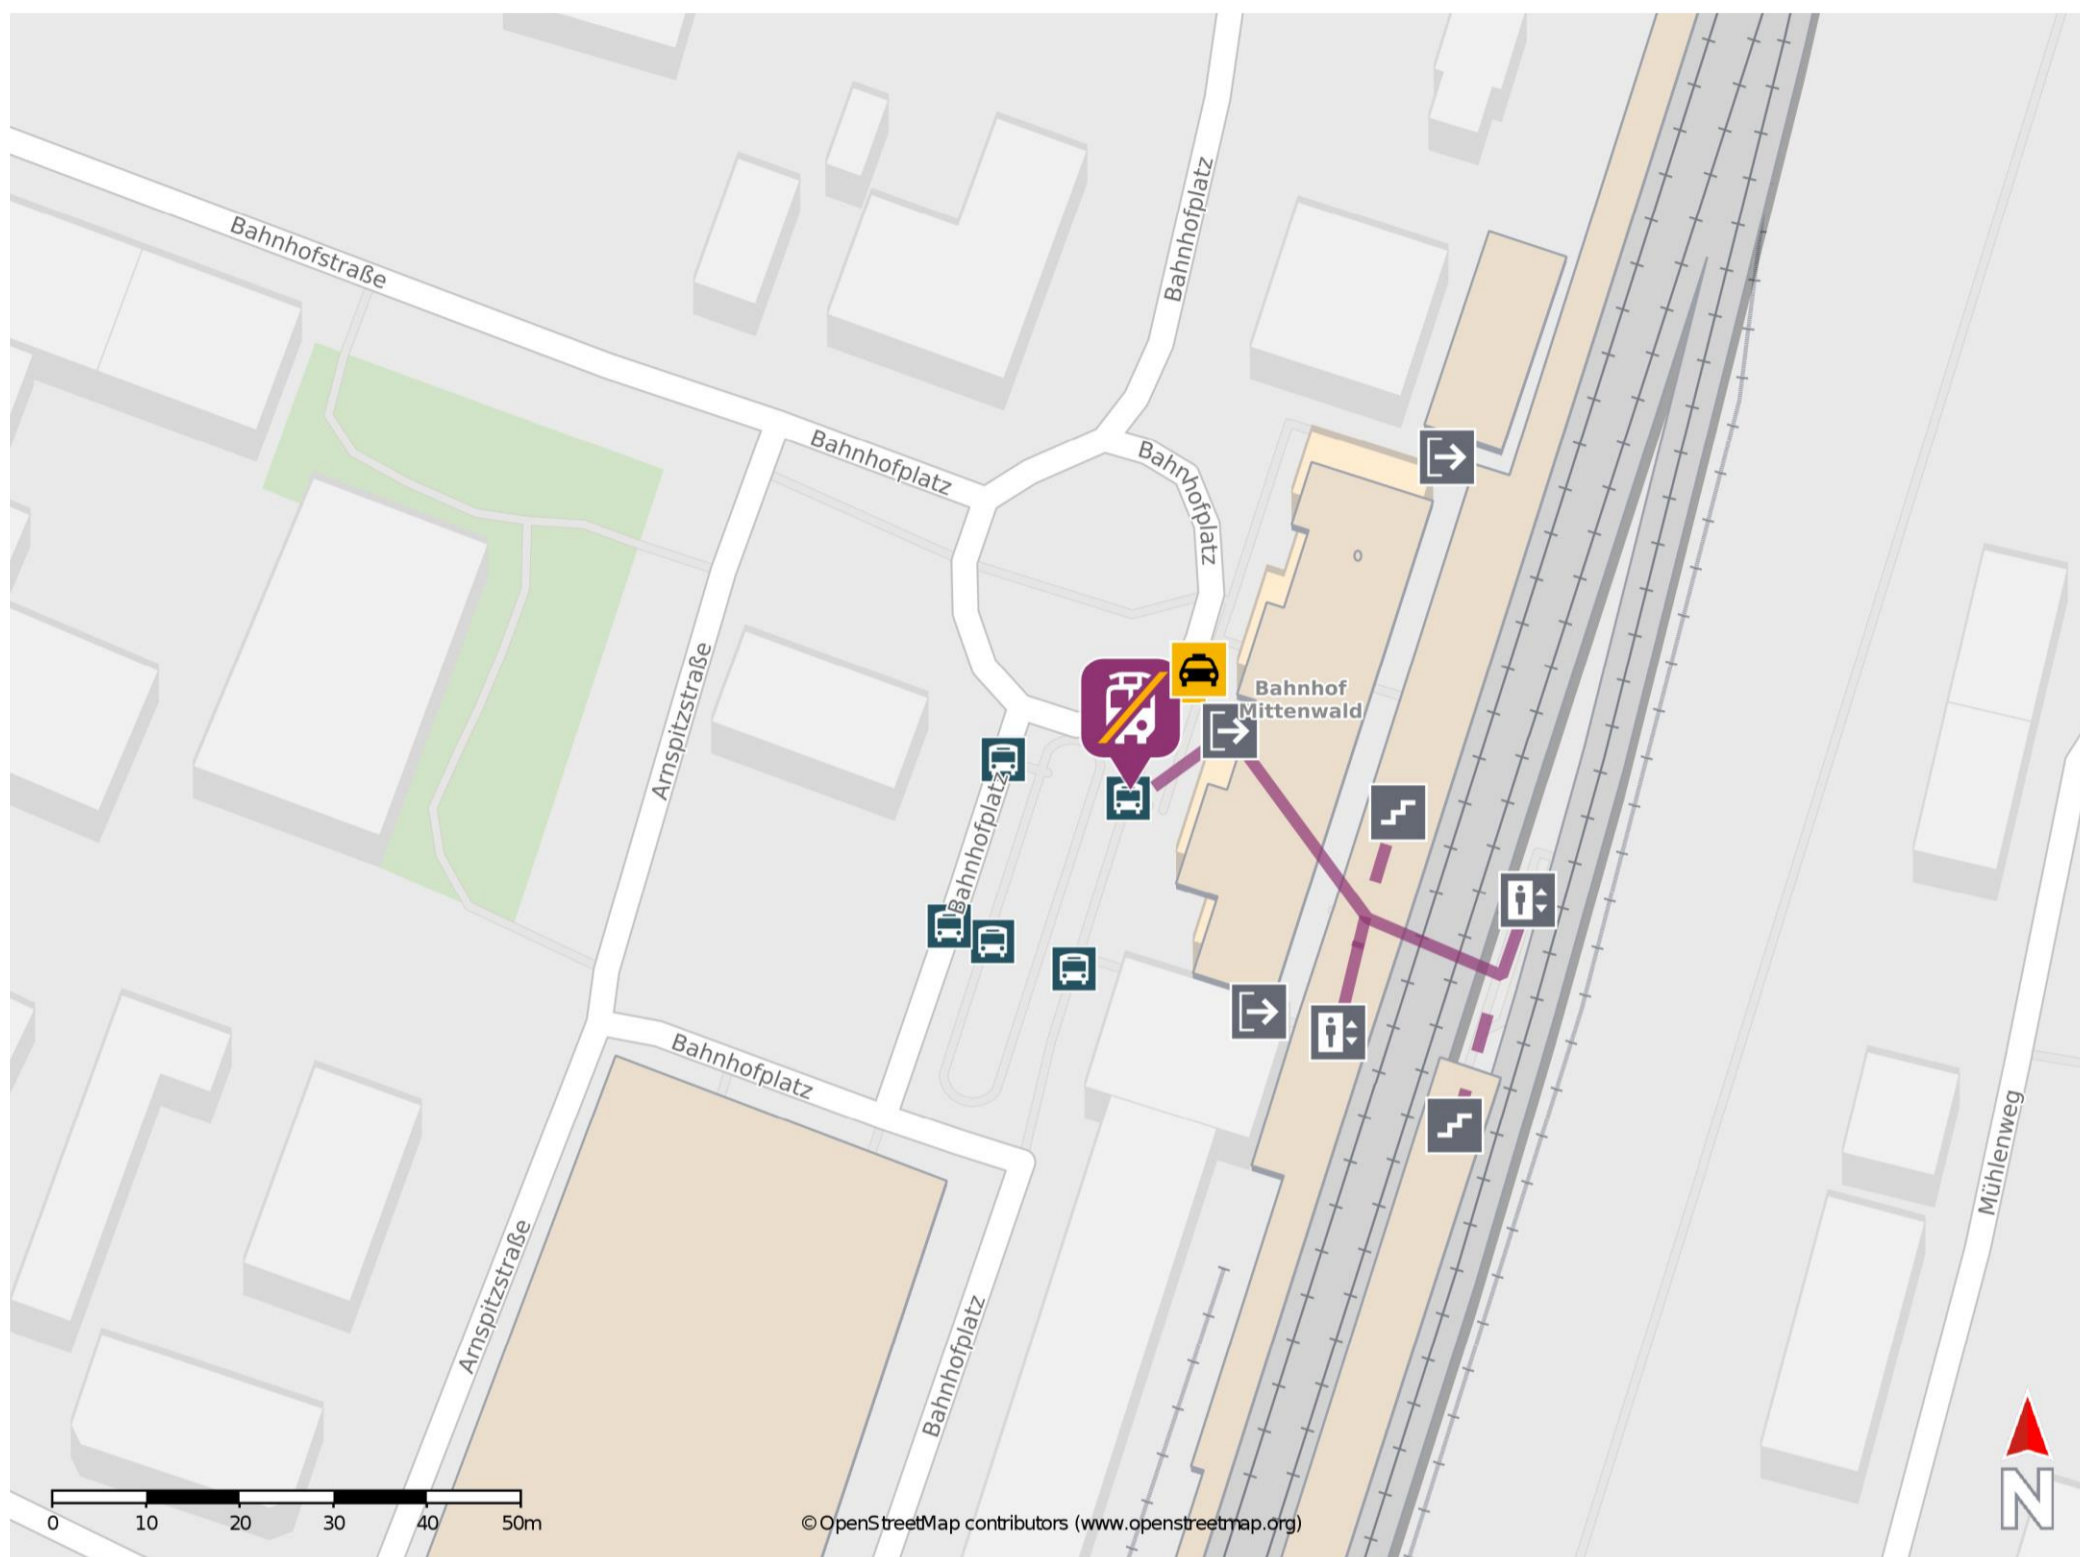 Bahnhofplatz
Bahnhofstraße
Bahnhofplatz
Bahnhofplatz
Arnspitzstraße
Bahnhof
Mittenwald
Bahnhofplatz
Bahnhofplatz
Mühlenweg
Arnspitzstraße
Bahnhofplatz
N
0 10 20 30 40 50m
© OpenStreetMap contributors (www.openstreetmap.org)